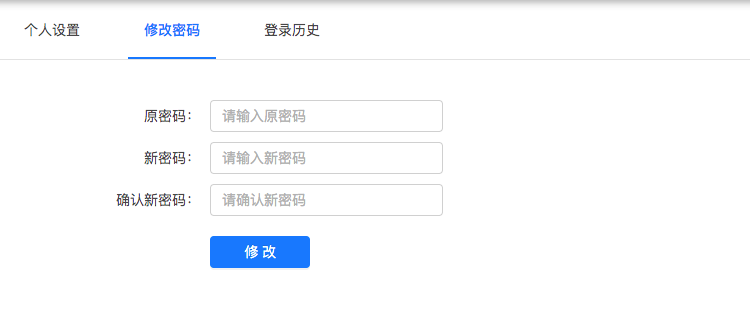 个人设置 修改密码 登录历史
原密码： 请输入原密码
新密码： 请输入新密码
确认新密码： 请确认新密码
修 改